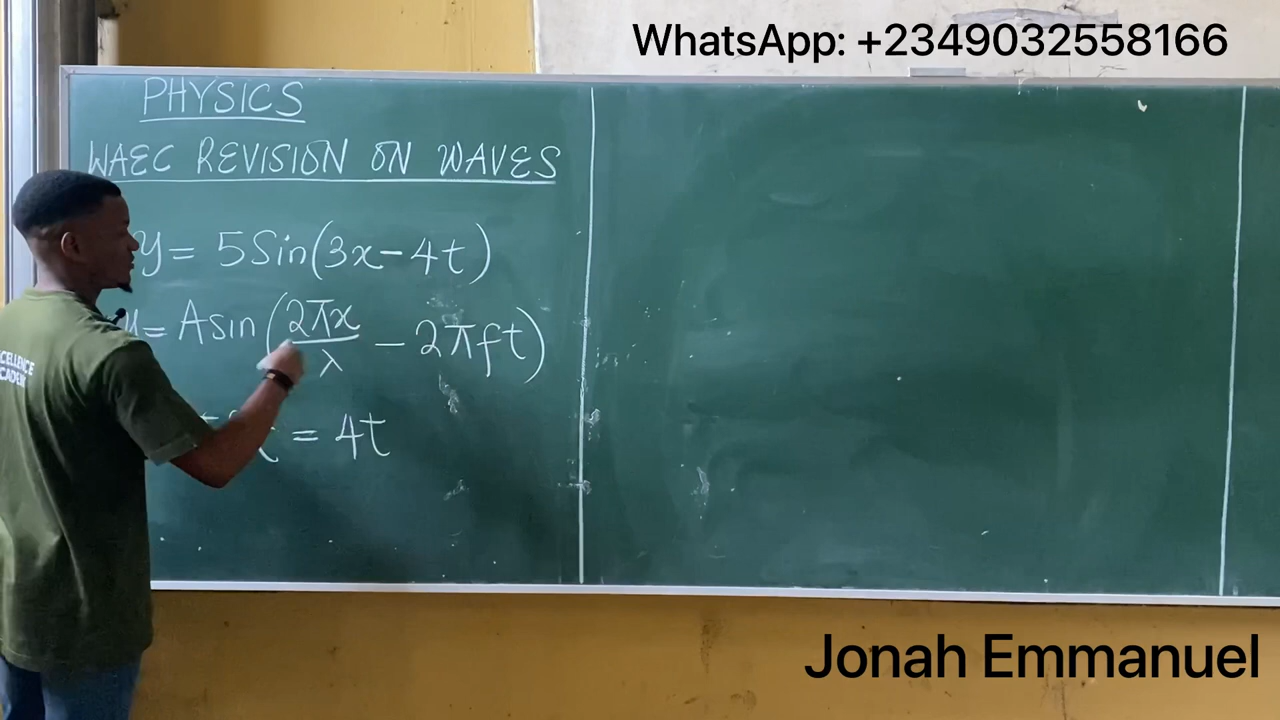 WhatsApp: +2349032558166
PHYSICS
WAEC REVISION ON WAVES
y = 5Sin(3x-4t)
= Asin(2πx/λ - 2πft)
= 4t
Jonah Emmanuel